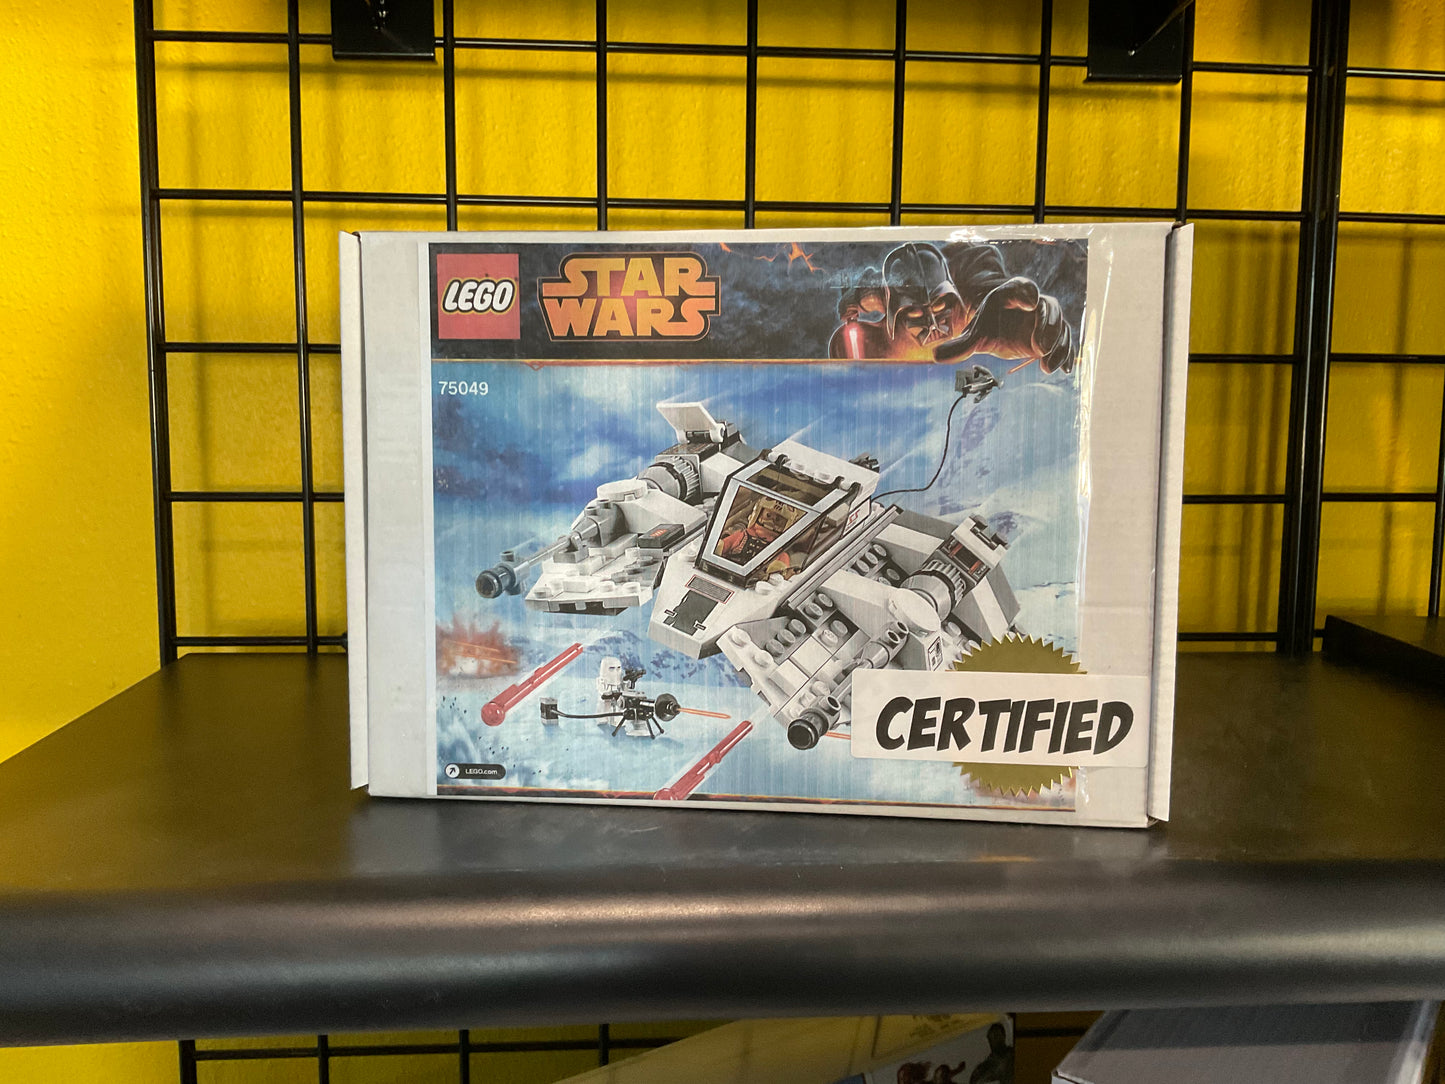 LEGO
STAR
WARS
75049
CERTIFIED
LEGO.com